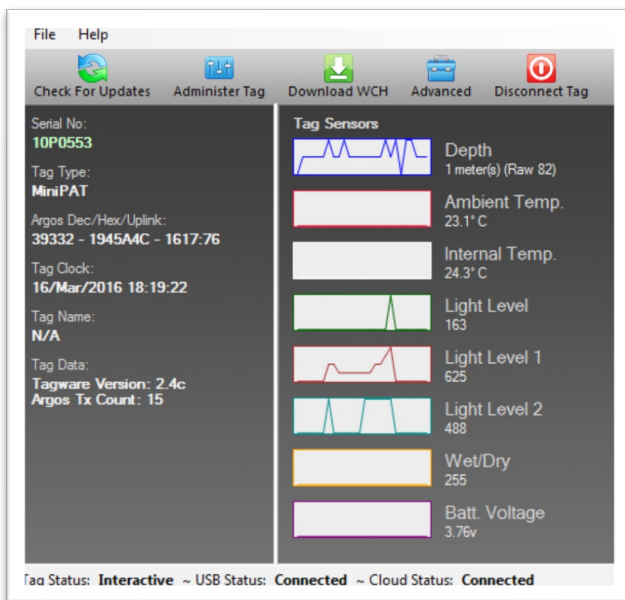 File Help
Check For Updates Administer Tag Download WCH Advanced Disconnect Tag
Serial No:
10P0553
Tag Type:
MiniPAT
Argos Dec/Hex/Uplink:
39332 - 1945A4C - 1617:76
Tag Clock:
16/Mar/2016 18:19:22
Tag Name:
N/A
Tag Data:
Tagware Version: 2.4c
Argos Tx Count: 15
Tag Sensors
Depth
1 meter(s) (Raw 82)
Ambient Temp.
23.1° C
Internal Temp.
24.3° C
Light Level
163
Light Level 1
625
Light Level 2
488
Wet/Dry
255
Batt. Voltage
3.76v
Tag Status: Interactive ~ USB Status: Connected ~ Cloud Status: Connected